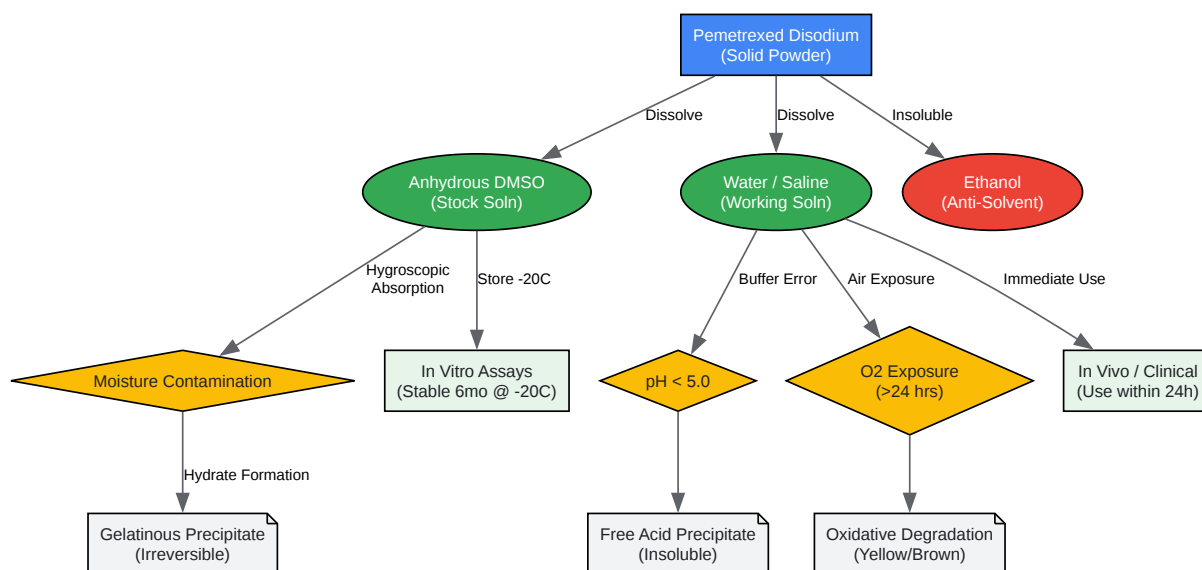 Pemetrexed Disodium
(Solid Powder)
Dissolve
Dissolve
Insoluble
Anhydrous DMSO
(Stock Soln)
Water / Saline
(Working Soln)
Ethanol
(Anti-Solvent)
Hygroscopic
Absorption
Store -20C
Buffer Error
Air Exposure
Immediate Use
Moisture Contamination
In Vitro Assays
(Stable 6mo @ -20C)
pH < 5.0
O2 Exposure
(>24 hrs)
In Vivo / Clinical
(Use within 24h)
Hydrate Formation
Gelatinous Precipitate
(Irreversible)
Free Acid Precipitate
(Insoluble)
Oxidative Degradation
(Yellow/Brown)